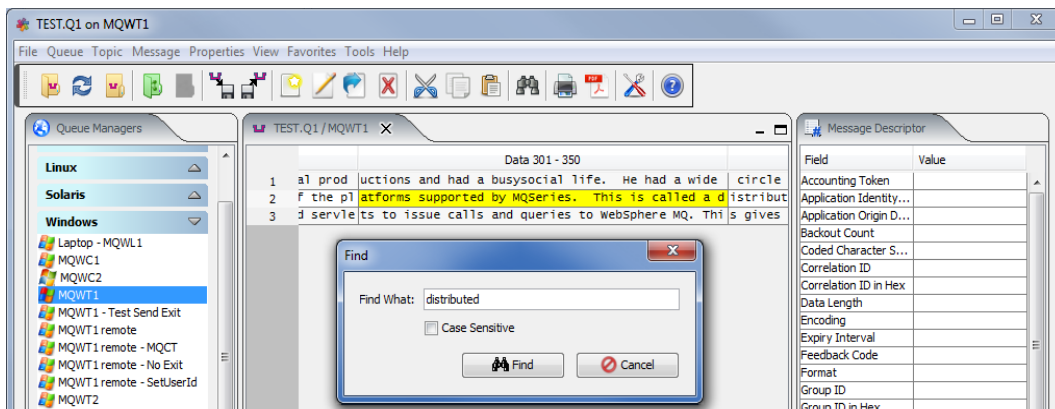 TEST.Q1 on MQWT1
File Queue Topic Message Properties View Favorites Tools Help
PDF
Queue Managers
Linux
Solaris
Windows
Laptop - MQWL1
MQWC1
MQWC2
MQWT1
MQWT1 - Test Send Exit
MQWT1 remote
MQWT1 remote - MQCT
MQWT1 remote - No Exit
MQWT1 remote - SetUserId
MQWT2
TEST.Q1 / MQWT1
Data 301 - 350
1 al prod uctions and had a busysocial life. He had a wide circle
2 f the pl atforms supported by MQSeries. This is called a d istribut
3 d servle ts to issue calls and queries to WebSphere MQ. Thi s gives
Find
Find What: distributed
Case Sensitive
Find Cancel
Message Descriptor
Field Value
Accounting Token
Application Identity...
Application Origin D...
Backout Count
Coded Character S...
Correlation ID
Correlation ID in Hex
Data Length
Encoding
Expiry Interval
Feedback Code
Format
Group ID
Group ID in Hex